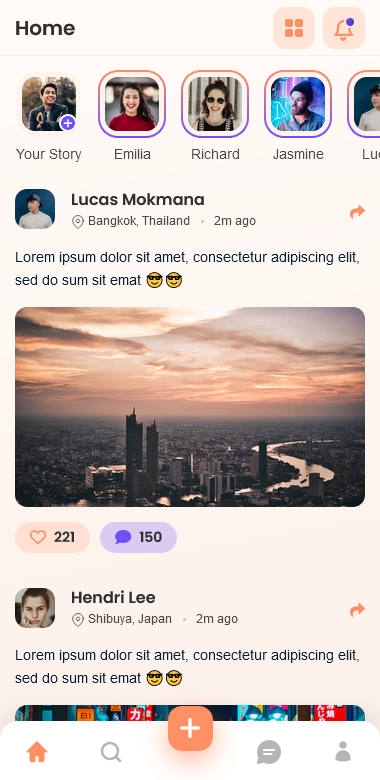 Home
Your Story
Emilia
Richard
Jasmine
Luc
Lucas Mokmana
Bangkok, Thailand • 2m ago
Lorem ipsum dolor sit amet, consectetur adipiscing elit,
sed do sum sit emat 😎😎
221
150
Hendri Lee
Shibuya, Japan • 2m ago
Lorem ipsum dolor sit amet, consectetur adipiscing elit,
sed do sum sit emat 😎😎